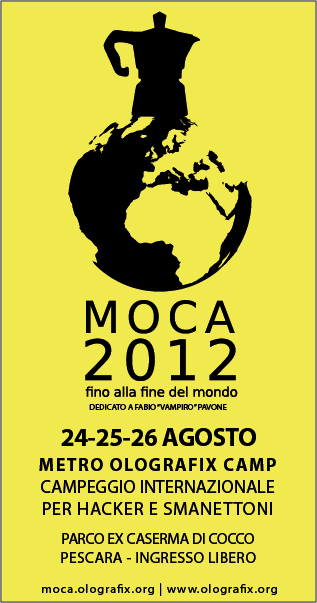 MOCA
2012
fino alla fine del mondo
DEDICATO A FABIO "VAMPIRO" PAVONE
24-25-26 AGOSTO
METRO OLOGRAFIX CAMP
CAMPEGGIO INTERNAZIONALE
PER HACKER E SMANETTONI
PARCO EX CASERMA DI COCCO
PESCARA - INGRESSO LIBERO
moca.olografix.org | www.olografix.org